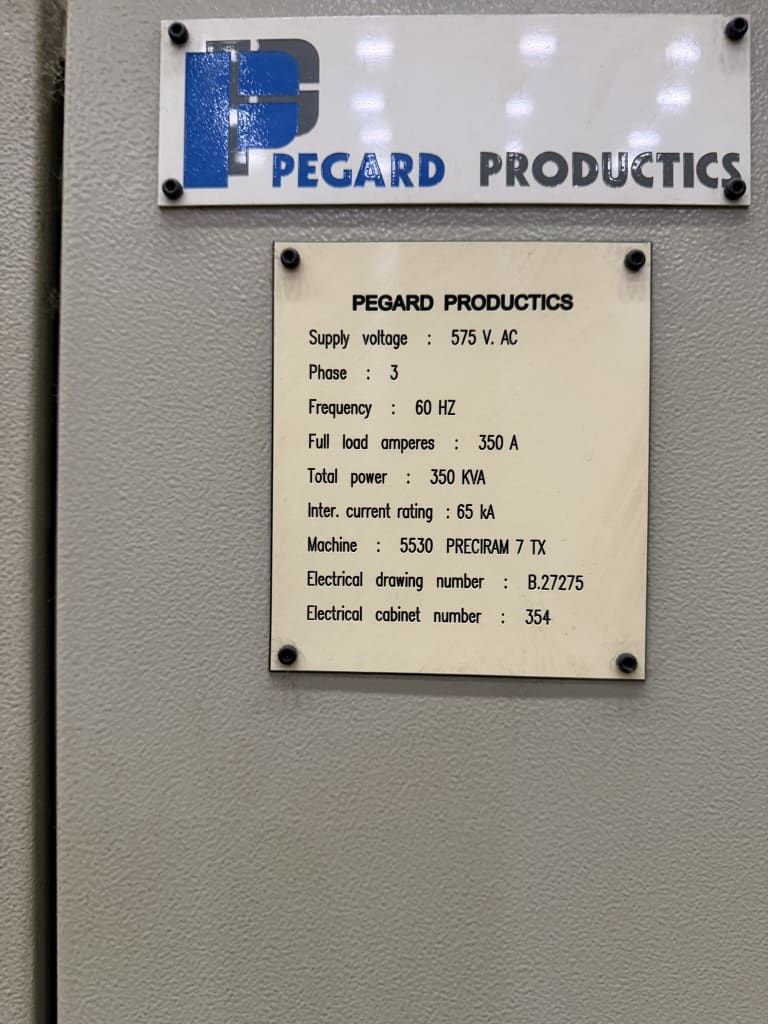 PEGARD PRODUCTICS
PEGARD PRODUCTICS
Supply voltage : 575 V. AC
Phase : 3
Frequency : 60 HZ
Full load amperes : 350 A
Total power : 350 KVA
Inter. current rating : 65 kA
Machine : 5530 PRECIRAM 7 TX
Electrical drawing number : B.27275
Electrical cabinet number : 354